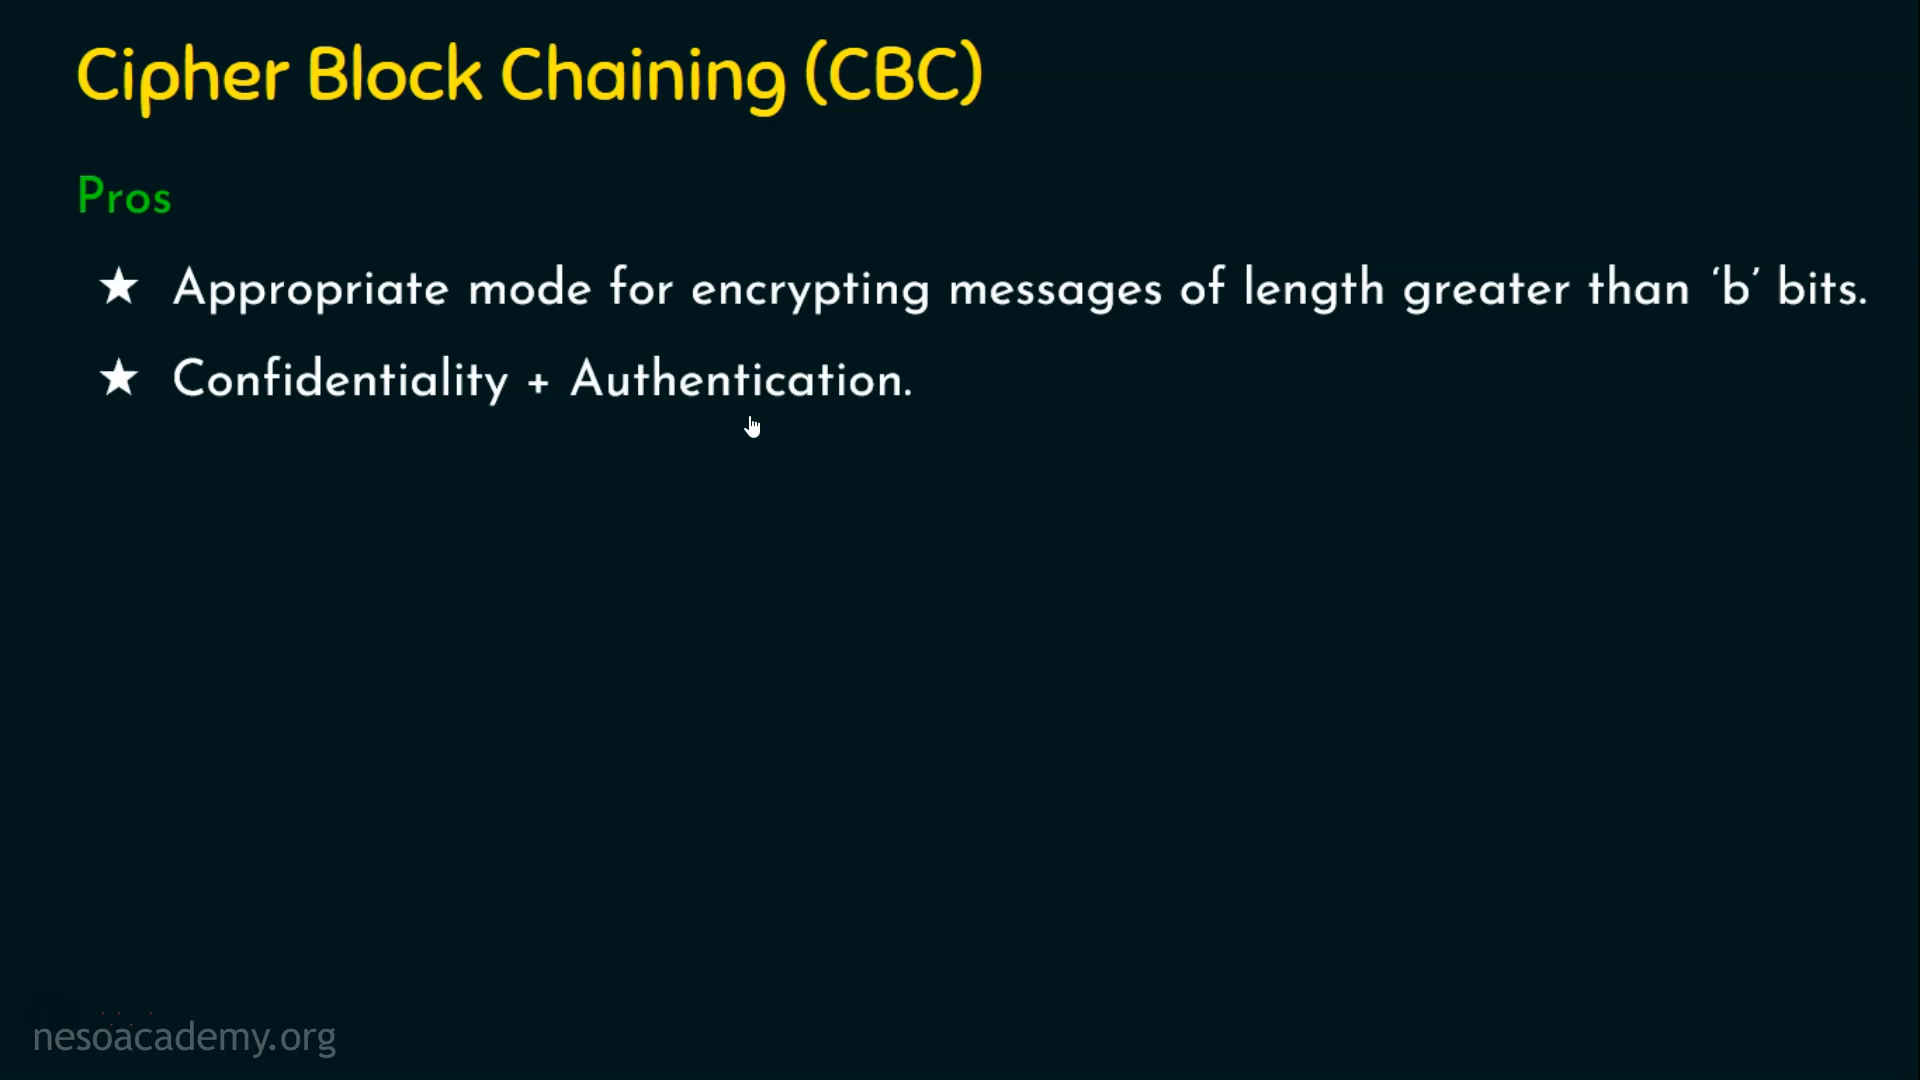 Cipher Block Chaining (CBC)
Pros
★ Appropriate mode for encrypting messages of length greater than ‘b’ bits.
★ Confidentiality + Authentication.
nesoacademy.org